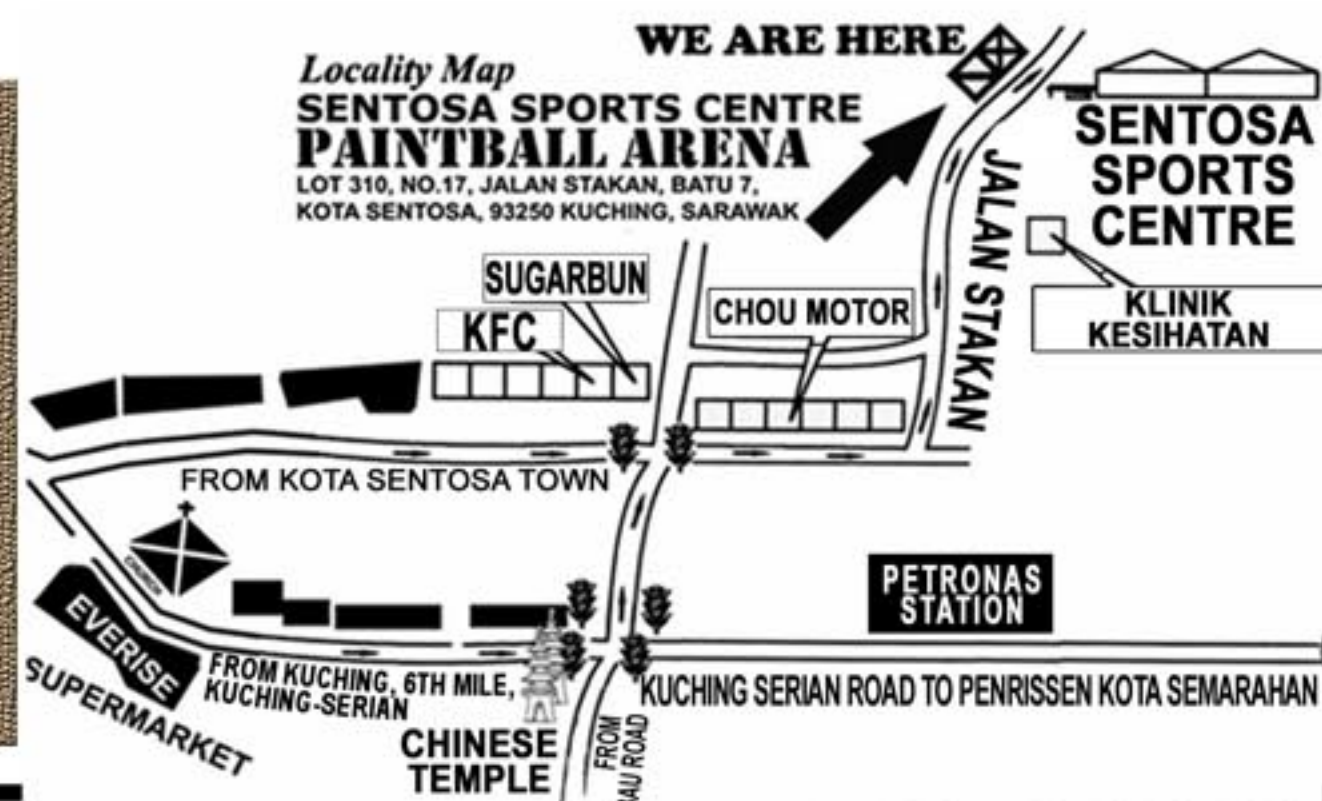 WE ARE HERE
Locality Map
SENTOSA SPORTS CENTRE
PAINTBALL ARENA
LOT 310, NO.17, JALAN STAKAN, BATU 7,
KOTA SENTOSA, 93250 KUCHING, SARAWAK
SENTOSA
SPORTS
CENTRE
JALAN STAKAN
SUGARBUN
KFC
CHOU MOTOR
KLINIK
KESIHATAN
FROM KOTA SENTOSA TOWN
CHURCH
PETRONAS
STATION
EVERISE
SUPERMARKET
FROM KUCHING, 6TH MILE,
KUCHING-SERIAN
KUCHING SERIAN ROAD TO PENRISSEN KOTA SEMARAHAN
CHINESE
TEMPLE
FROM
ROAD